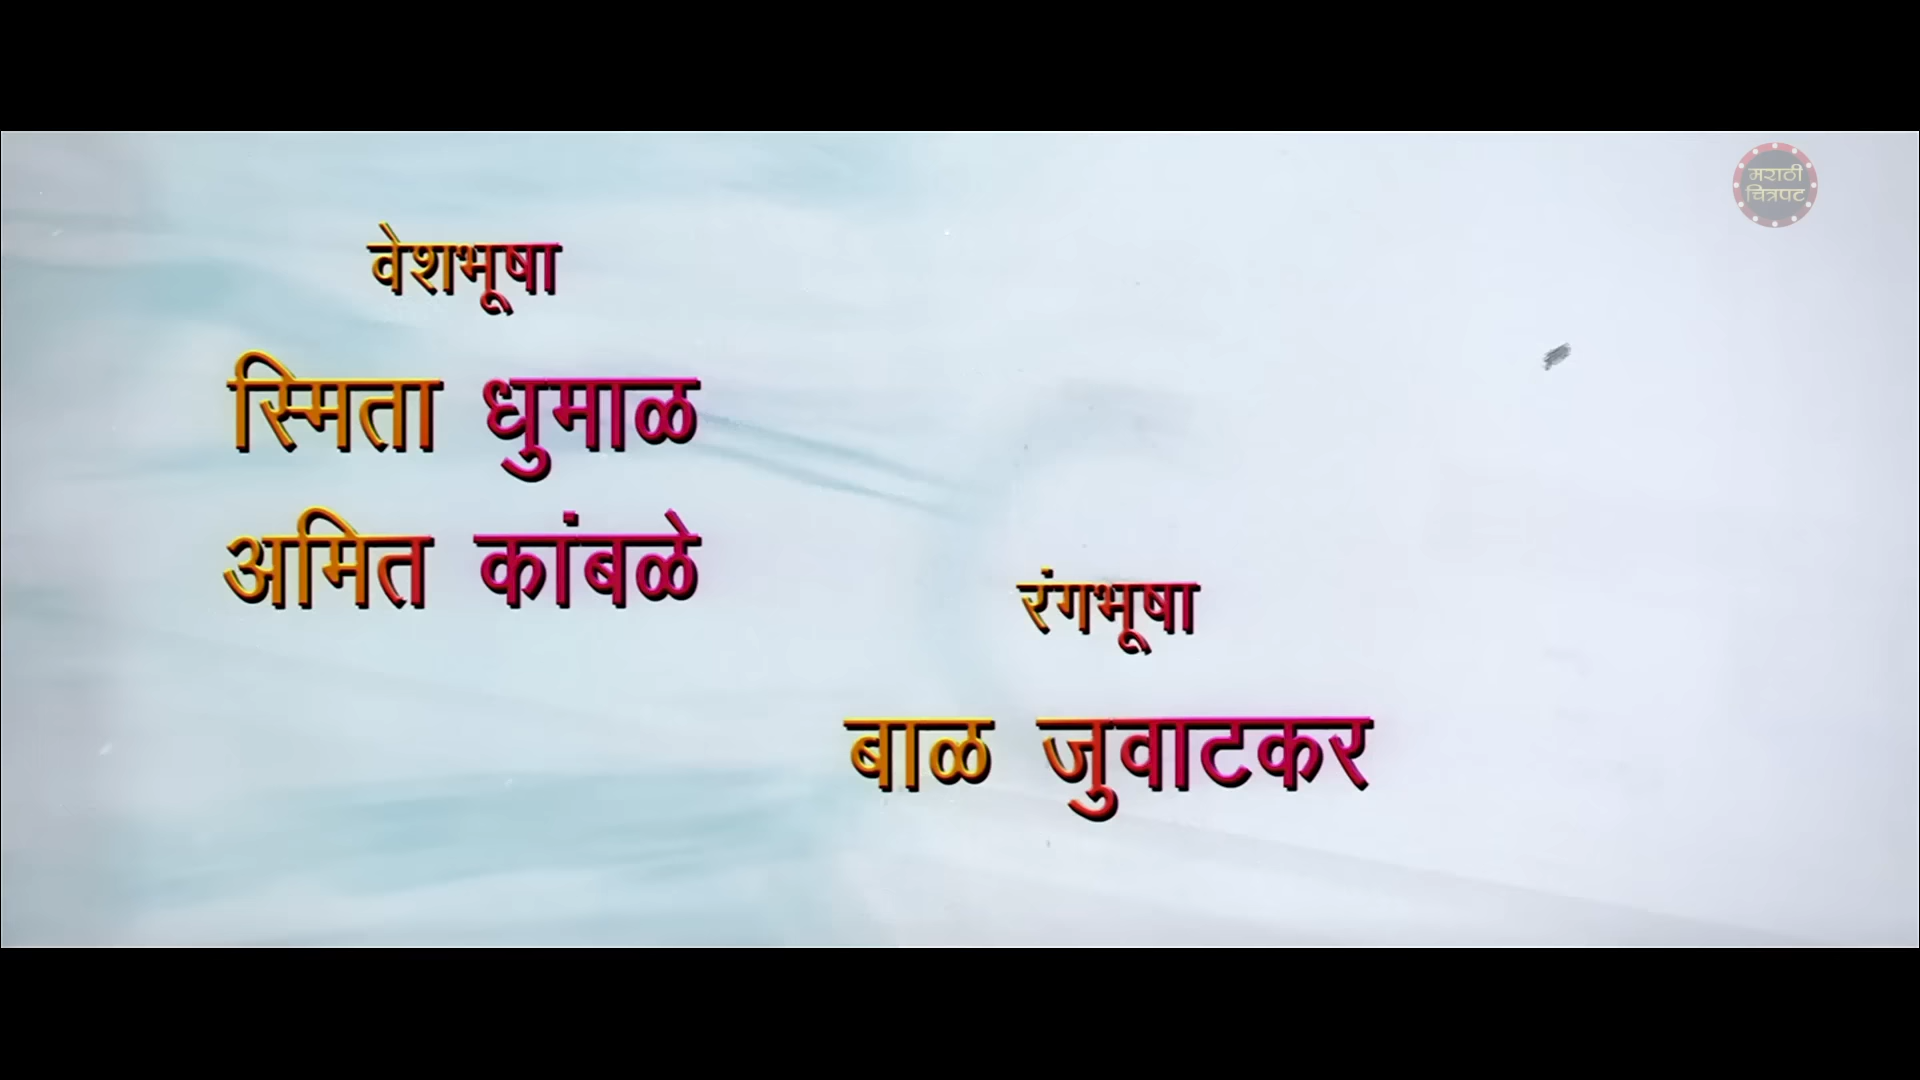 मराठी
चित्रपट
वेशभूषा
स्मिता धुमाळ
अमित कांबळे
रंगभूषा
बाळ जुवाटकर